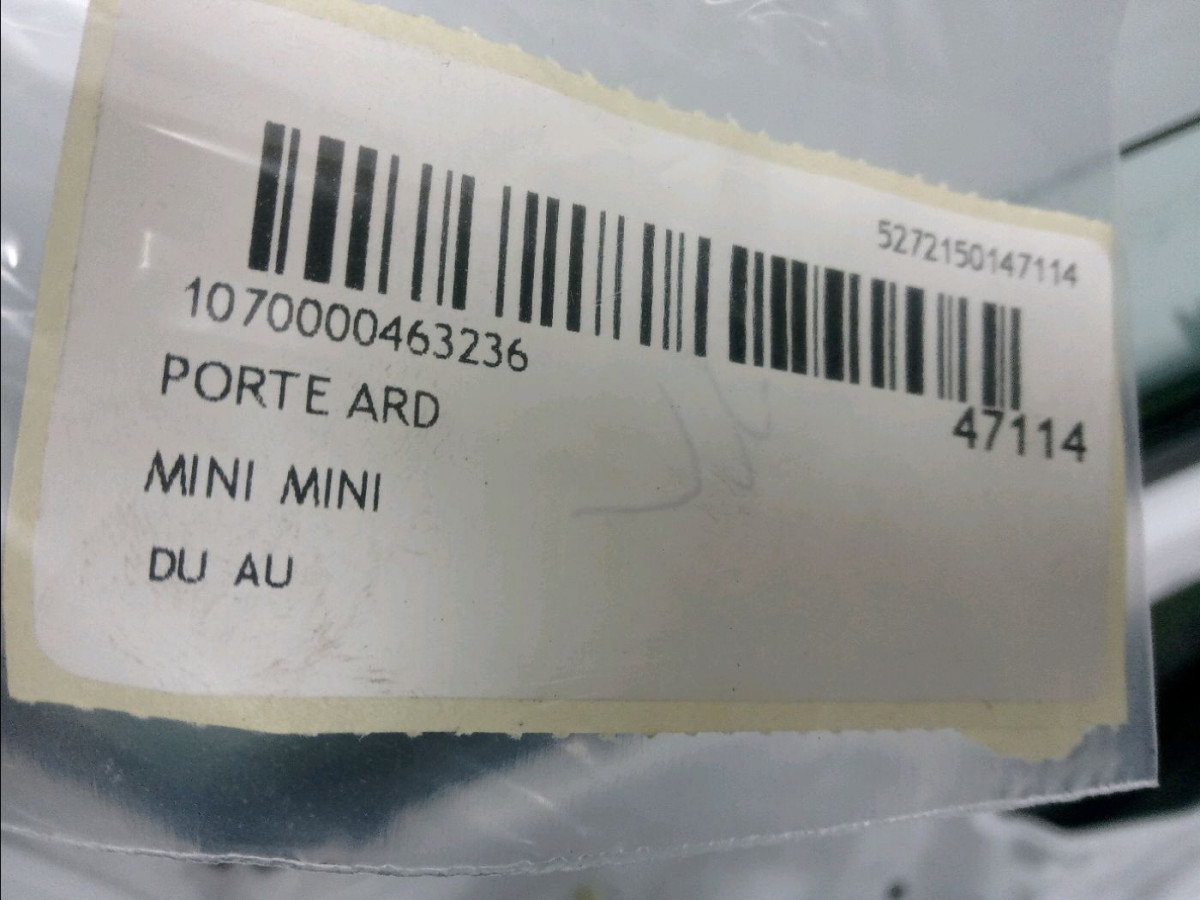 5272150147114
1070000463236
47114
PORTE ARD
MINI MINI
DU AU